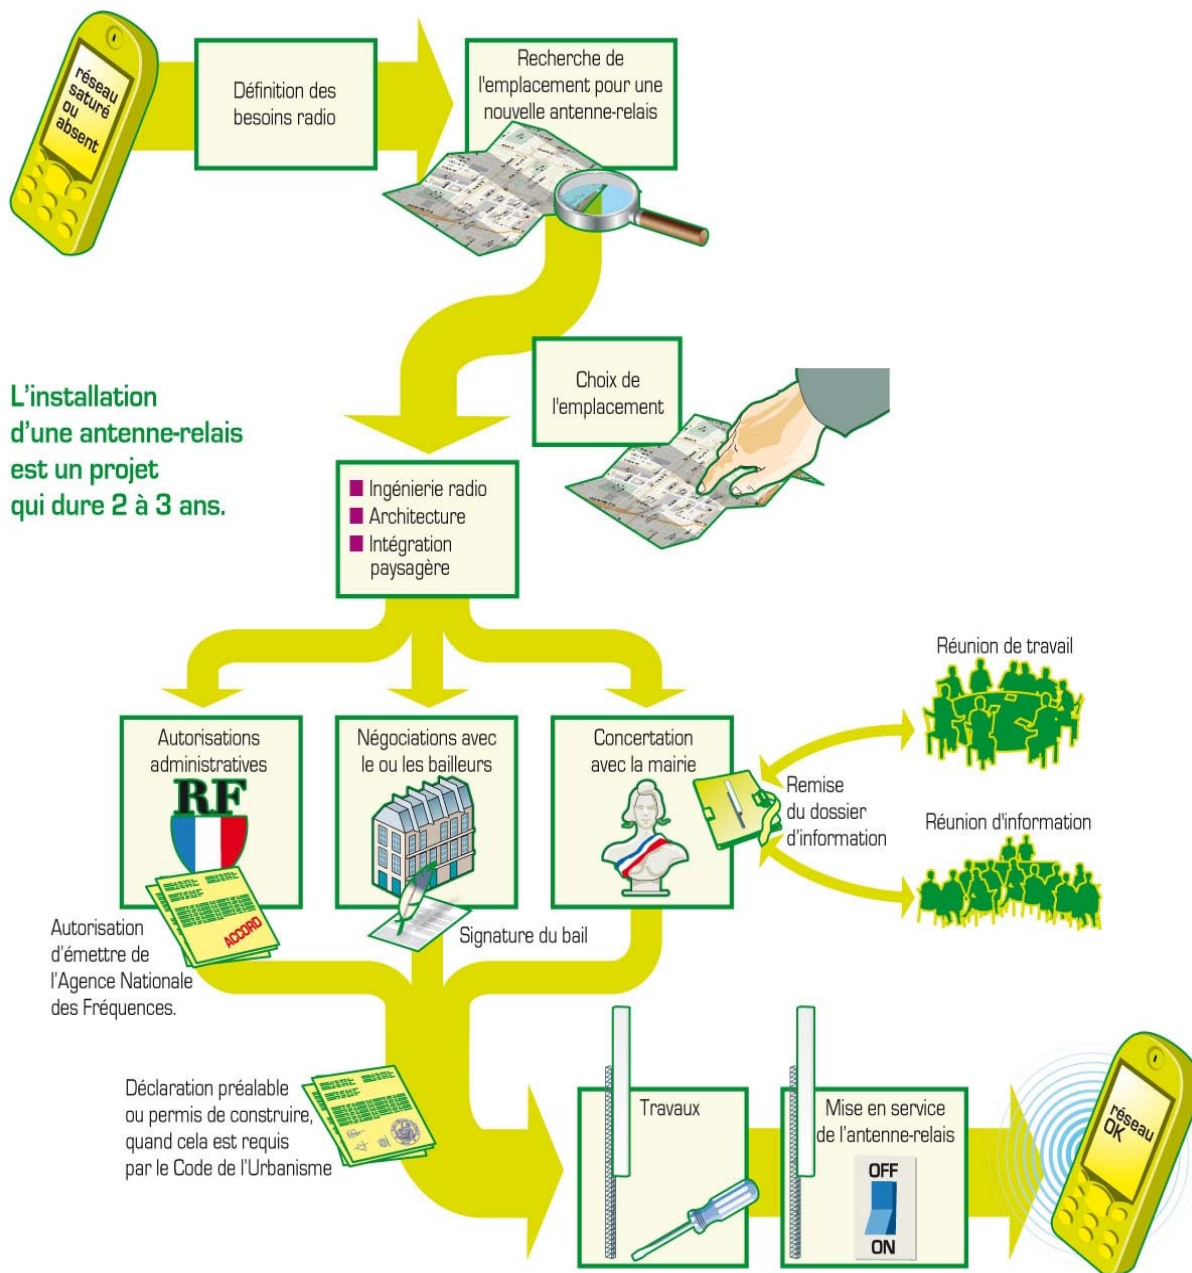 réseau
saturé
ou
absent
Définition des
besoins radio
Recherche de
l'emplacement pour une
nouvelle antenne-relais
Choix de
l'emplacement
L'installation
d'une antenne-relais
est un projet
qui dure 2 à 3 ans.
Ingénierie radio
Architecture
Intégration
paysagère
Réunion de travail
Autorisations
administratives
RF
Négociations avec
le ou les bailleurs
Concertation
avec la mairie
Remise
du dossier
d'information
Réunion d'information
ACCORD
Autorisation
d'émettre de
l'Agence Nationale
des Fréquences.
Signature du bail
Déclaration préalable
ou permis de construire,
quand cela est requis
par le Code de l'Urbanisme
Travaux
Mise en service
de l'antenne-relais
OFF
ON
réseau
OK